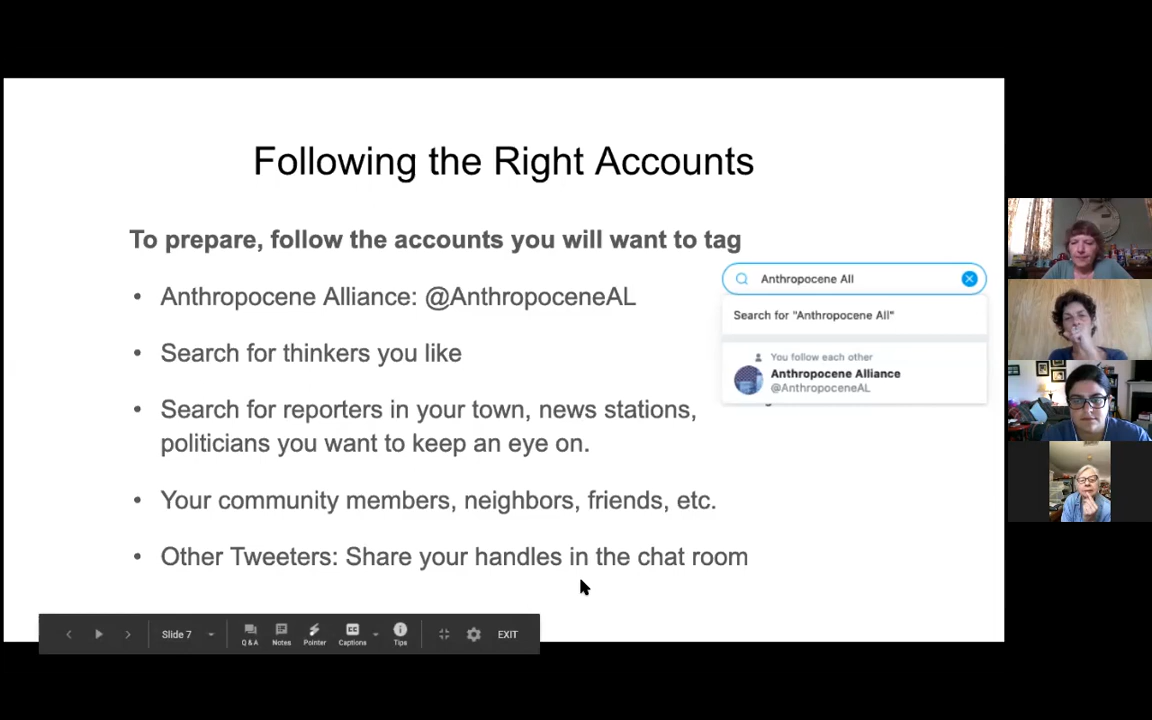 Following the Right Accounts
To prepare, follow the accounts you will want to tag
• Anthropocene Alliance: @AnthropoceneAL
• Search for thinkers you like
• Search for reporters in your town, news stations,
politicians you want to keep an eye on.
• Your community members, neighbors, friends, etc.
• Other Tweeters: Share your handles in the chat room
Anthropocene All
Search for "Anthropocene All"
You follow each other
Anthropocene Alliance
@AnthropoceneAL
Slide 7
Q & A
Notes
Pointer
CC
Captions
Tips
EXIT